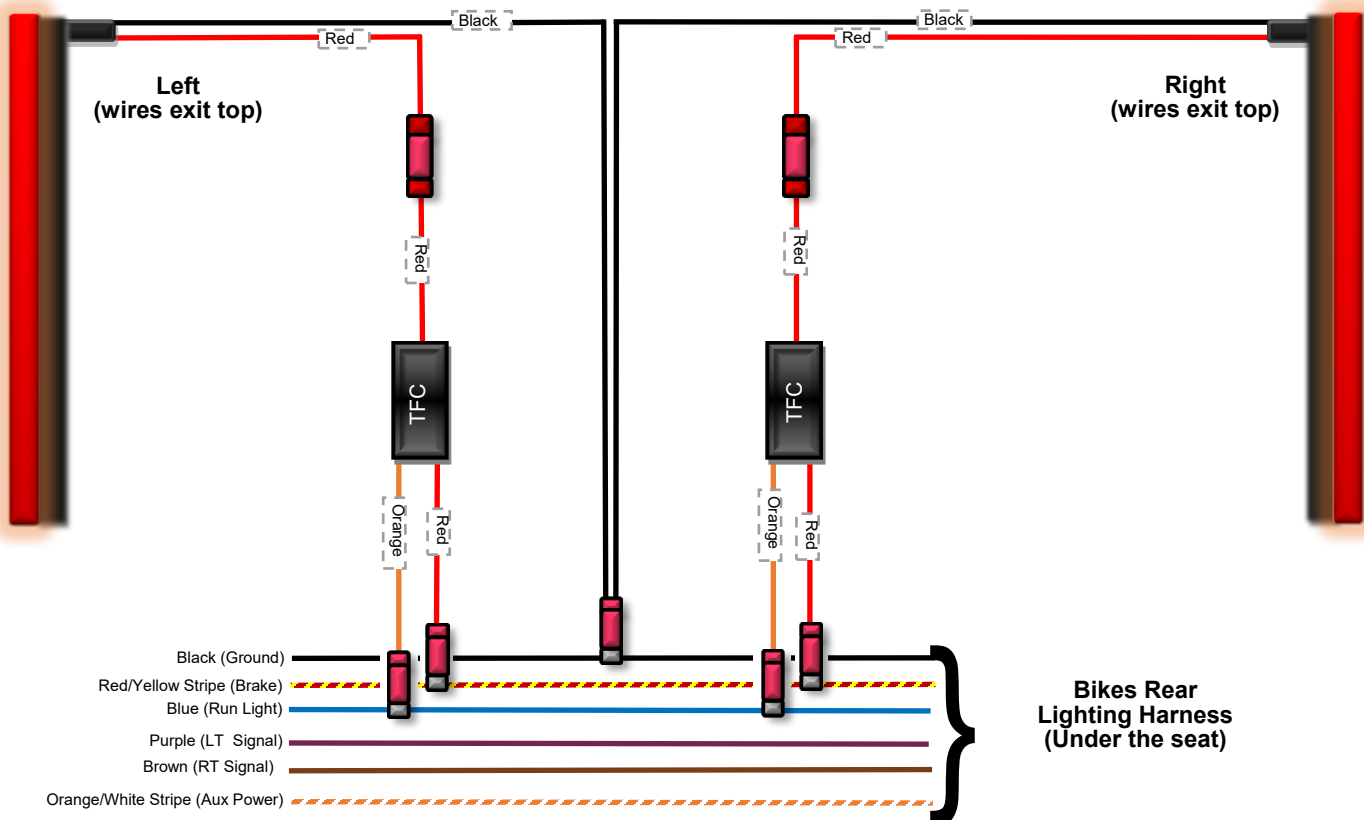 Black
Black
Red
Red
Left
(wires exit top)
Right
(wires exit top)
Red
Red
TFC
TFC
Orange
Red
Orange
Red
Black (Ground)
Red/Yellow Stripe (Brake)
Blue (Run Light)
Purple (LT Signal)
Brown (RT Signal)
Orange/White Stripe (Aux Power)
Bikes Rear
Lighting Harness
(Under the seat)